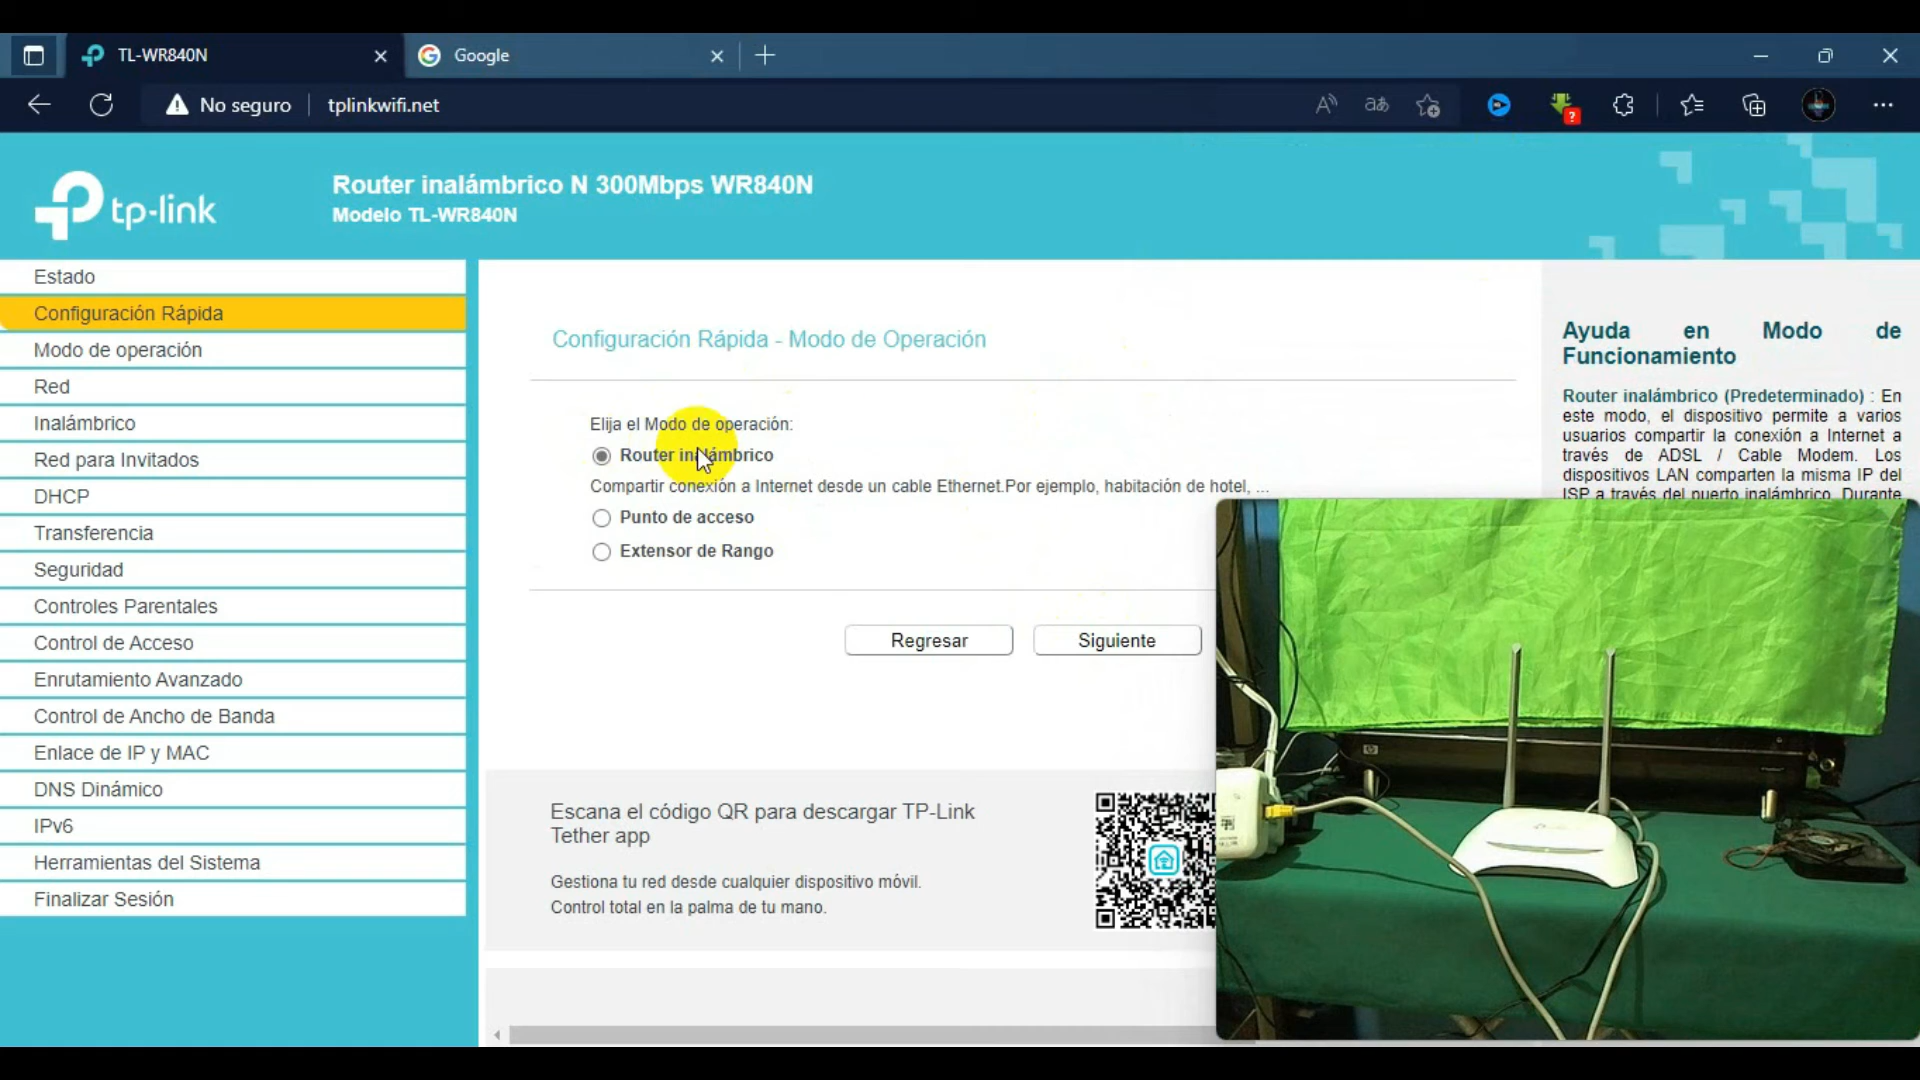 TL-WR840N
Google
No seguro
tplinkwifi.net
tp-link
Router inalámbrico N 300Mbps WR840N
Modelo TL-WR840N
Estado
Configuración Rápida
Modo de operación
Red
Inalámbrico
Red para Invitados
DHCP
Transferencia
Seguridad
Controles Parentales
Control de Acceso
Enrutamiento Avanzado
Control de Ancho de Banda
Enlace de IP y MAC
DNS Dinámico
IPv6
Herramientas del Sistema
Finalizar Sesión
Configuración Rápida - Modo de Operación
Elija el Modo de operación:
Router inalámbrico
Compartir conexión a Internet desde un cable Ethernet.Por ejemplo, habitación de hotel, ...
Punto de acceso
Extensor de Rango
Regresar
Siguiente
Escana el código QR para descargar TP-Link
Tether app
Gestiona tu red desde cualquier dispositivo móvil.
Control total en la palma de tu mano.
Ayuda en Modo de
Funcionamiento
Router inalámbrico (Predeterminado) : En
este modo, el dispositivo permite a varios
usuarios compartir la conexión a Internet a
través de ADSL / Cable Modem. Los
dispositivos LAN comparten la misma IP del
ISP a través del puerto inalámbrico. Durante